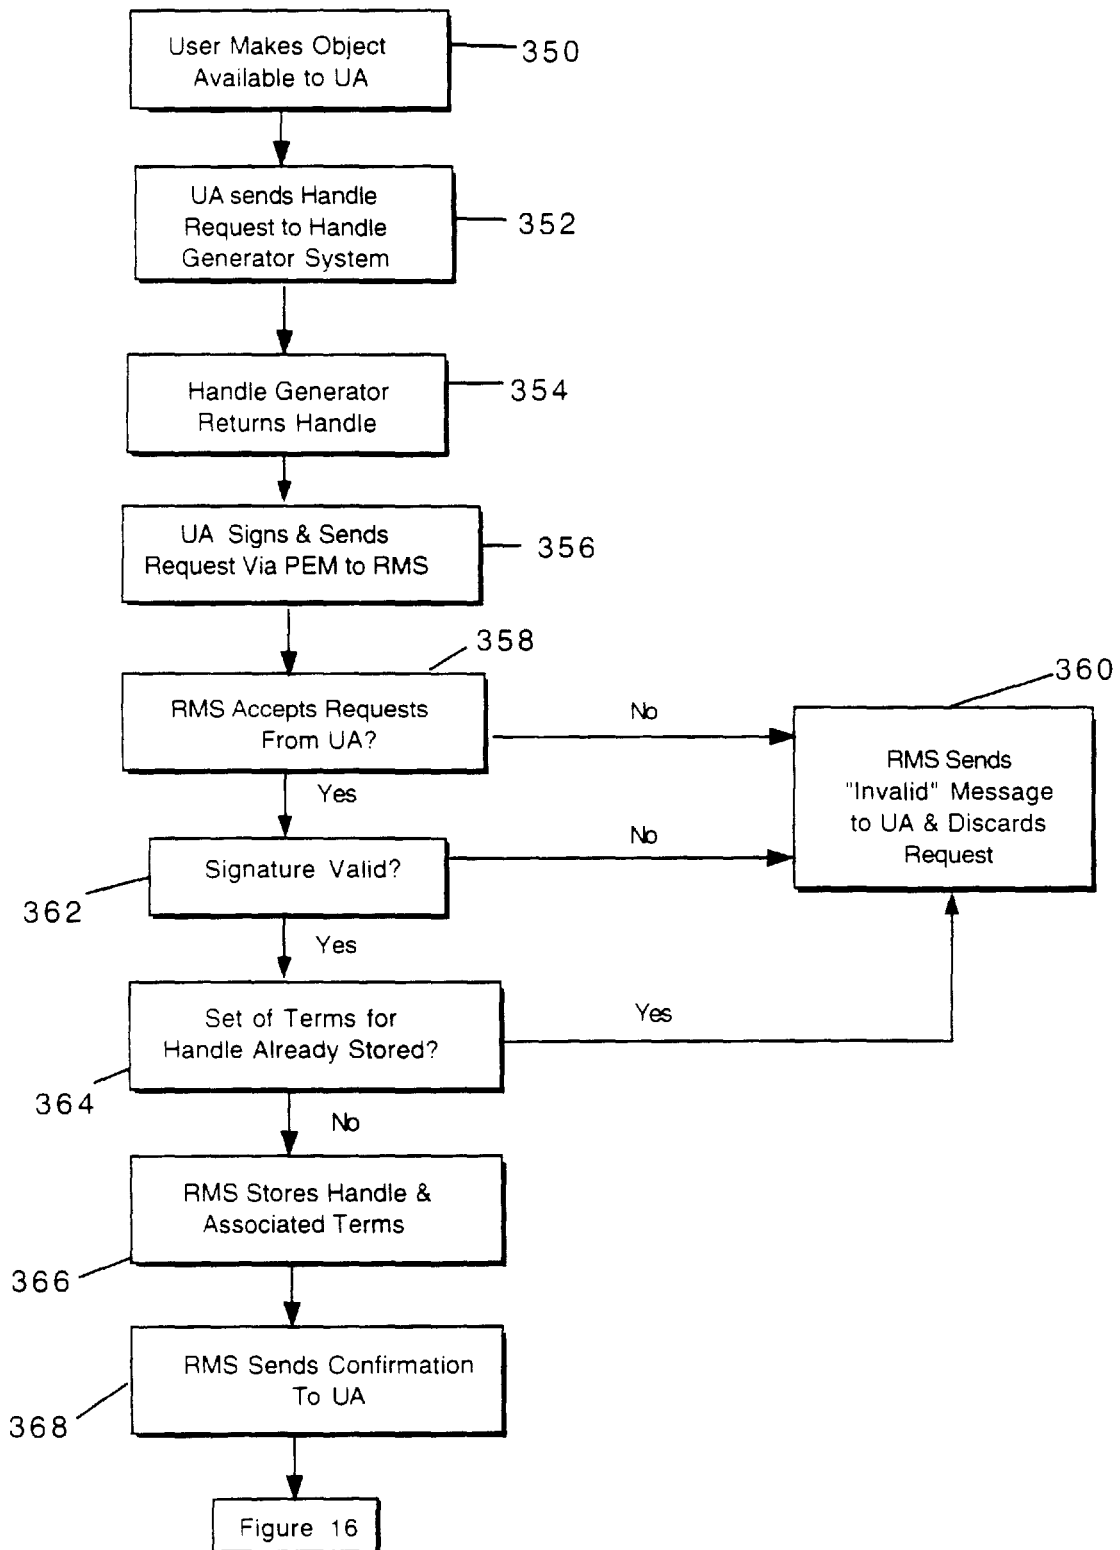 User Makes Object
Available to UA
350
UA sends Handle
Request to Handle
Generator System
352
Handle Generator
Returns Handle
354
UA Signs & Sends
Request Via PEM to RMS
356
358
RMS Accepts Requests
From UA?
No
360
RMS Sends
"Invalid" Message
to UA & Discards
Request
Yes
Signature Valid?
No
362
Yes
Set of Terms for
Handle Already Stored?
Yes
364
No
RMS Stores Handle &
Associated Terms
366
RMS Sends Confirmation
To UA
368
Figure 16